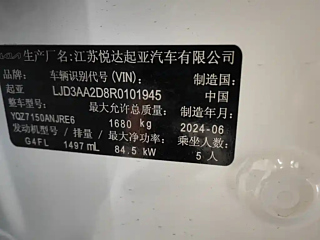 生产厂名:江苏悦达起亚汽车有限公司
品牌: 车辆识别代号(VIN): 制造国:
起亚 LJD3AA2D8R0101945 中国
整车型号: 最大允许总质量: 制造年月:
YQZ7150ANJRE6 1680 kg 2024-06
发动机型号 / 排量 / 最大净功率: 乘坐人数:
G4FL 1497 mL 84.5 kW 5 人